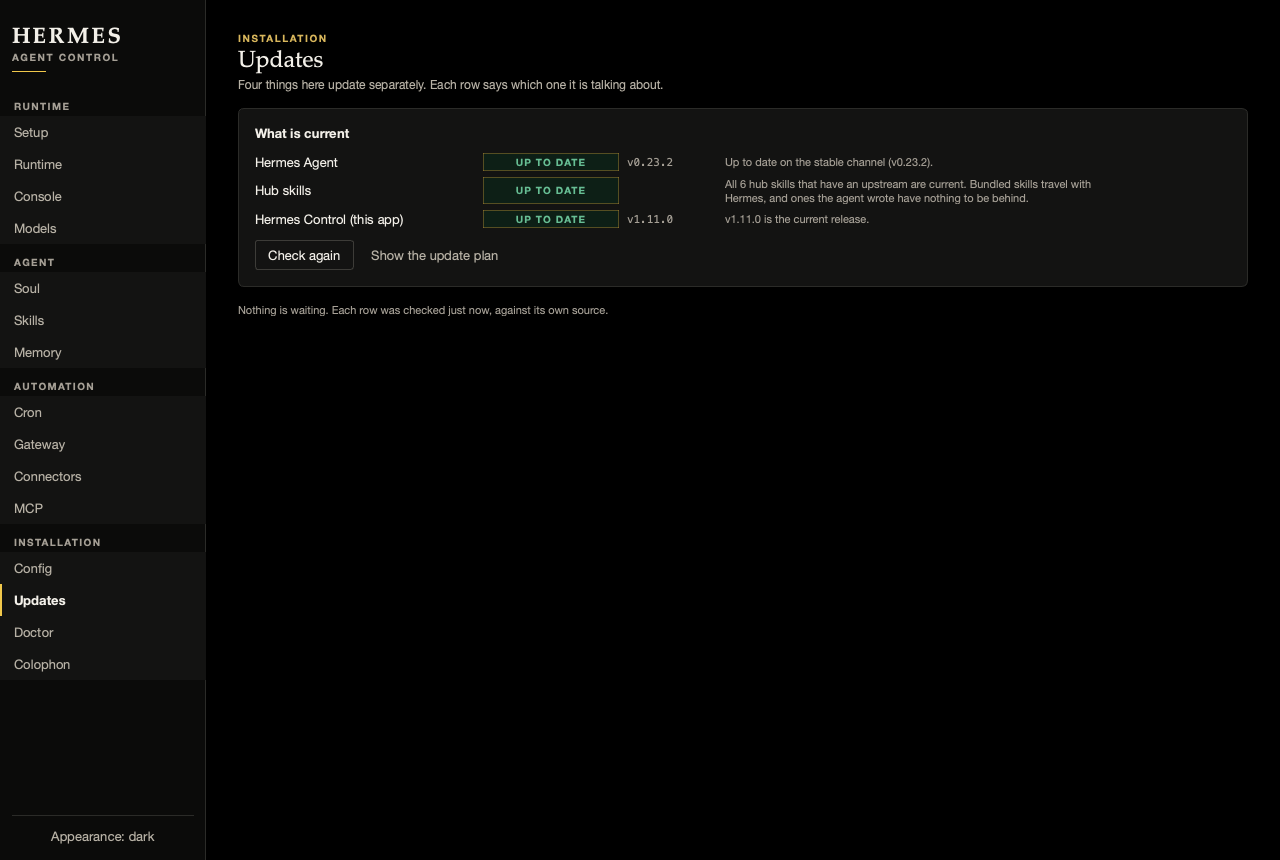 HERMES
AGENT CONTROL
RUNTIME
Setup
Runtime
Console
Models
AGENT
Soul
Skills
Memory
AUTOMATION
Cron
Gateway
Connectors
MCP
INSTALLATION
Config
Updates
Doctor
Colophon
Appearance: dark
INSTALLATION
Updates
Four things here update separately. Each row says which one it is talking about.
What is current
Hermes Agent UP TO DATE v0.23.2 Up to date on the stable channel (v0.23.2).
Hub skills UP TO DATE All 6 hub skills that have an upstream are current. Bundled skills travel with
Hermes, and ones the agent wrote have nothing to be behind.
Hermes Control (this app) UP TO DATE v1.11.0 v1.11.0 is the current release.
Check again Show the update plan
Nothing is waiting. Each row was checked just now, against its own source.